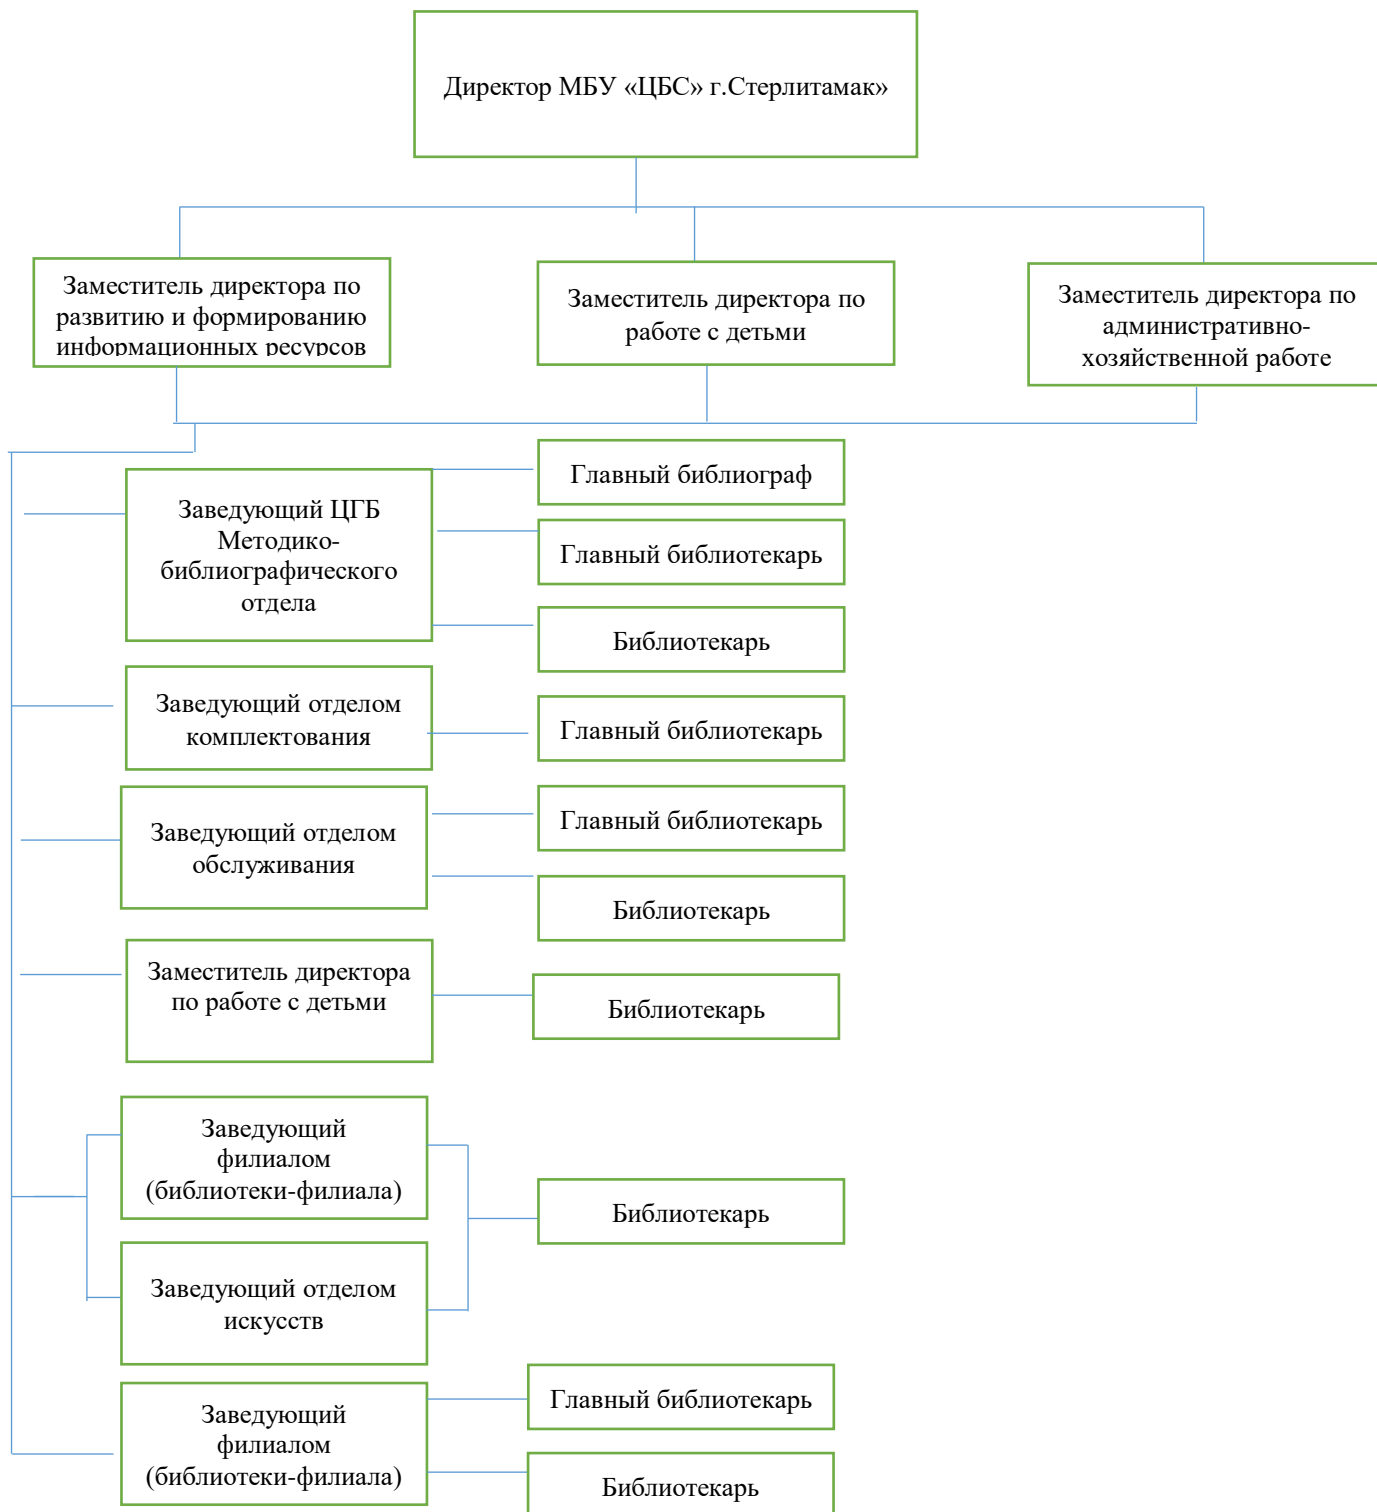 Директор МБУ «ЦБС» г.Стерлитамак»
Заместитель директора по
развитию и формированию
информационных ресурсов
Заместитель директора по
работе с детьми
Заместитель директора по
административно-
хозяйственной работе
Заведующий ЦГБ
Методико-
библиографического
отдела
Главный библиограф
Главный библиотекарь
Библиотекарь
Заведующий отделом
комплектования
Главный библиотекарь
Заведующий отделом
обслуживания
Главный библиотекарь
Библиотекарь
Заместитель директора
по работе с детьми
Библиотекарь
Заведующий
филиалом
(библиотеки-филиала)
Заведующий отделом
искусств
Библиотекарь
Заведующий
филиалом
(библиотеки-филиала)
Главный библиотекарь
Библиотекарь